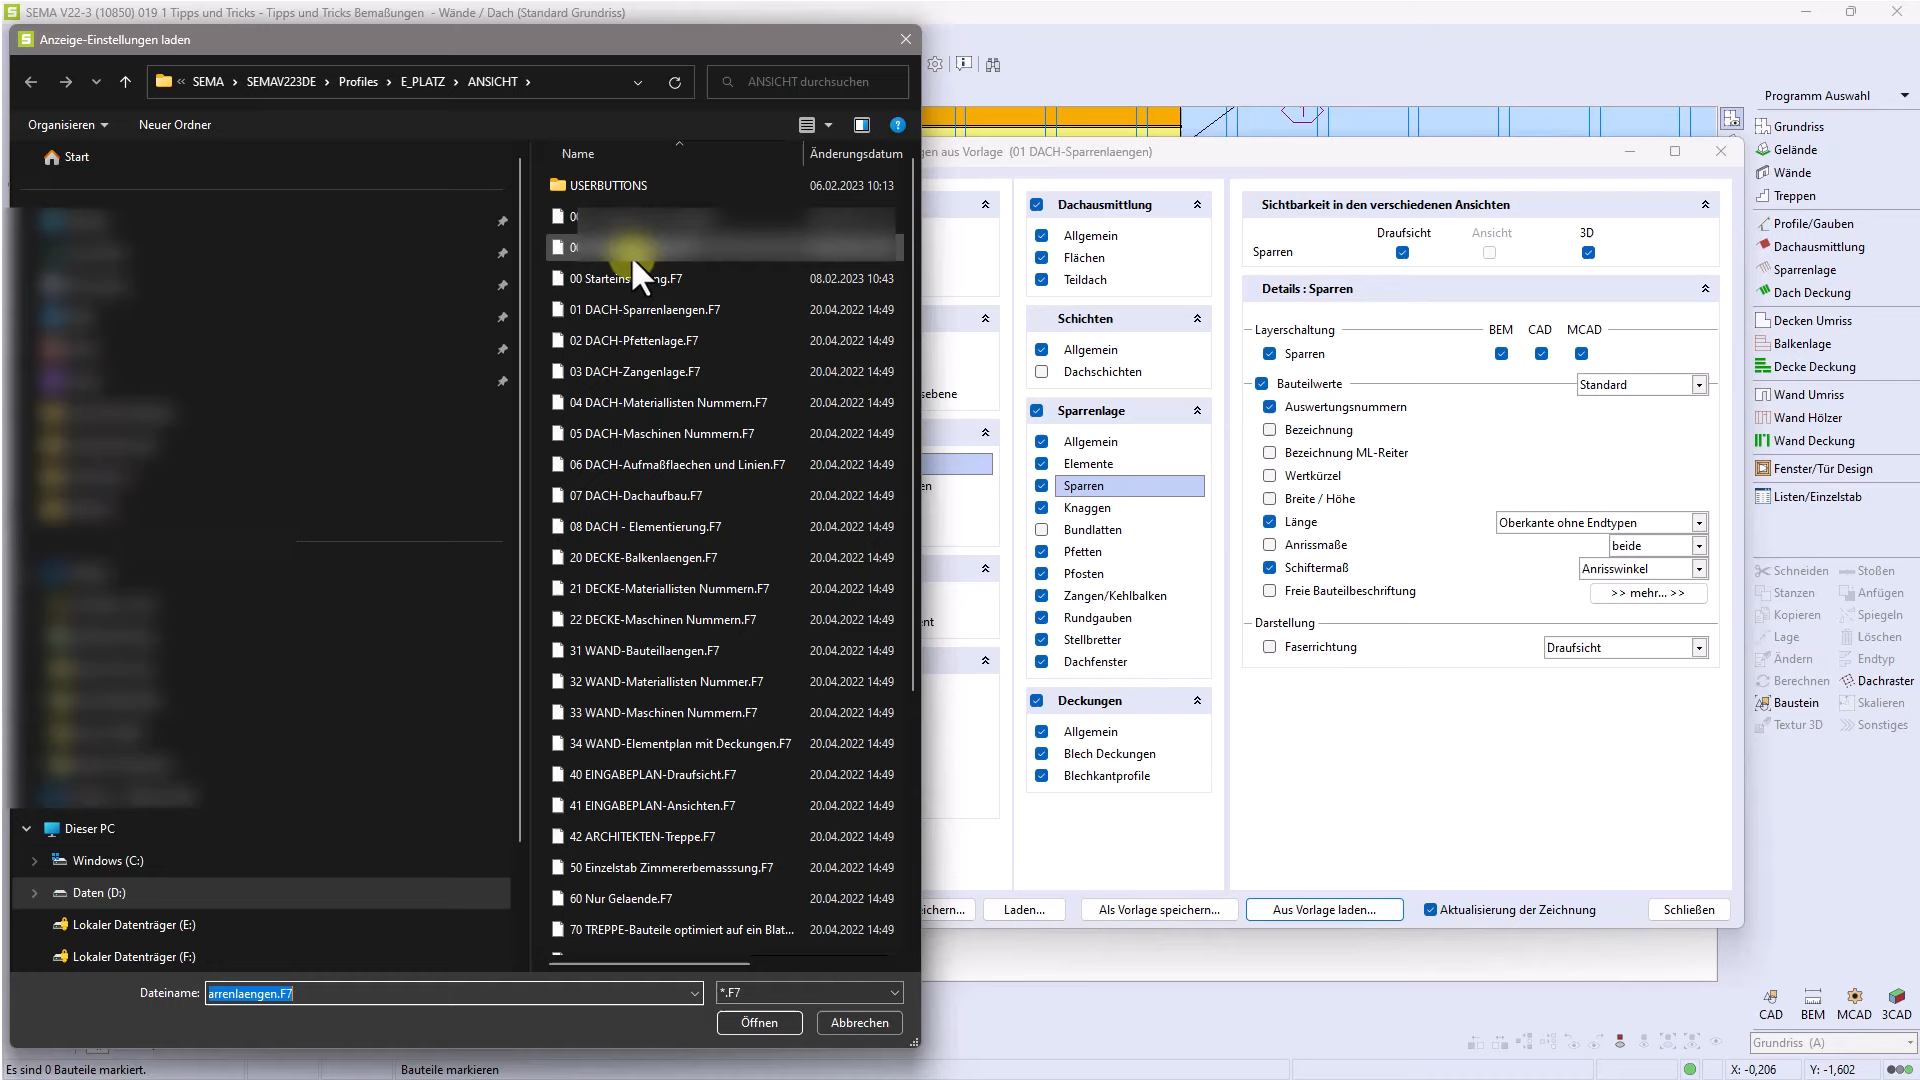 SEMA V22-3 (10850) 019 1 Tipps und Tricks - Tipps und Tricks Bemaßungen - Wände / Dach (Standard Grundriss)
Anzeige-Einstellungen laden
« SEMA > SEMAV223DE > Profiles > E_PLATZ > ANSICHT >
ANSICHT durchsuchen
Organisieren
Neuer Ordner
Start
Name
Änderungsdatum
USERBUTTONS 06.02.2023 10:13
00 Starteins ng.F7 08.02.2023 10:43
01 DACH-Sparrenlaengen.F7 20.04.2022 14:49
02 DACH-Pfettenlage.F7 20.04.2022 14:49
03 DACH-Zangenlage.F7 20.04.2022 14:49
04 DACH-Materiallisten Nummern.F7 20.04.2022 14:49
05 DACH-Maschinen Nummern.F7 20.04.2022 14:49
06 DACH-Aufmaßflaechen und Linien.F7 20.04.2022 14:49
07 DACH-Dachaufbau.F7 20.04.2022 14:49
08 DACH - Elementierung.F7 20.04.2022 14:49
20 DECKE-Balkenlaengen.F7 20.04.2022 14:49
21 DECKE-Materiallisten Nummern.F7 20.04.2022 14:49
22 DECKE-Maschinen Nummern.F7 20.04.2022 14:49
31 WAND-Bauteillaengen.F7 20.04.2022 14:49
32 WAND-Materiallisten Nummer.F7 20.04.2022 14:49
33 WAND-Maschinen Nummern.F7 20.04.2022 14:49
34 WAND-Elementplan mit Deckungen.F7 20.04.2022 14:49
40 EINGABEPLAN-Draufsicht.F7 20.04.2022 14:49
41 EINGABEPLAN-Ansichten.F7 20.04.2022 14:49
42 ARCHITEKTEN-Treppe.F7 20.04.2022 14:49
50 Einzelstab Zimmererbemasssung.F7 20.04.2022 14:49
60 Nur Gelaende.F7 20.04.2022 14:49
70 TREPPE-Bauteile optimiert auf ein Blat... 20.04.2022 14:49
Dieser PC
Windows (C:)
Daten (D:)
Lokaler Datenträger (E:)
Lokaler Datenträger (F:)
Dateiname: arrenlaengen.F7
*.F7
Öffnen
Abbrechen
gen aus Vorlage (01 DACH-Sparrenlaengen)
sebene
en
nt
Dachausmittlung
Allgemein
Flächen
Teildach
Schichten
Allgemein
Dachschichten
Sparrenlage
Allgemein
Elemente
Sparren
Knaggen
Bundlatten
Pfetten
Pfosten
Zangen/Kehlbalken
Rundgauben
Stellbretter
Dachfenster
Deckungen
Allgemein
Blech Deckungen
Blechkantprofile
Sichtbarkeit in den verschiedenen Ansichten
Draufsicht Ansicht 3D
Sparren
Details : Sparren
Layerschaltung BEM CAD MCAD
Sparren
Bauteilwerte Standard
Auswertungsnummern
Bezeichnung
Bezeichnung ML-Reiter
Wertkürzel
Breite / Höhe
Länge Oberkante ohne Endtypen
Anrissmaße beide
Schiftermaß Anrisswinkel
Freie Bauteilbeschriftung >> mehr... >>
Darstellung
Faserrichtung Draufsicht
ichern...
Laden...
Als Vorlage speichern...
Aus Vorlage laden...
Aktualisierung der Zeichnung
Schließen
Programm Auswahl
Grundriss
Gelände
Wände
Treppen
Profile/Gauben
Dachausmittlung
Sparrenlage
Dach Deckung
Decken Umriss
Balkenlage
Decke Deckung
Wand Umriss
Wand Hölzer
Wand Deckung
Fenster/Tür Design
Listen/Einzelstab
Schneiden Stoßen
Stanzen Anfügen
Kopieren Spiegeln
Lage Löschen
Ändern Endtyp
Berechnen Dachraster
Baustein Skalieren
Textur 3D Sonstiges
CAD BEM MCAD 3CAD
Grundriss (A)
Es sind 0 Bauteile markiert.
Bauteile markieren
X: -0,206
Y: -1,602